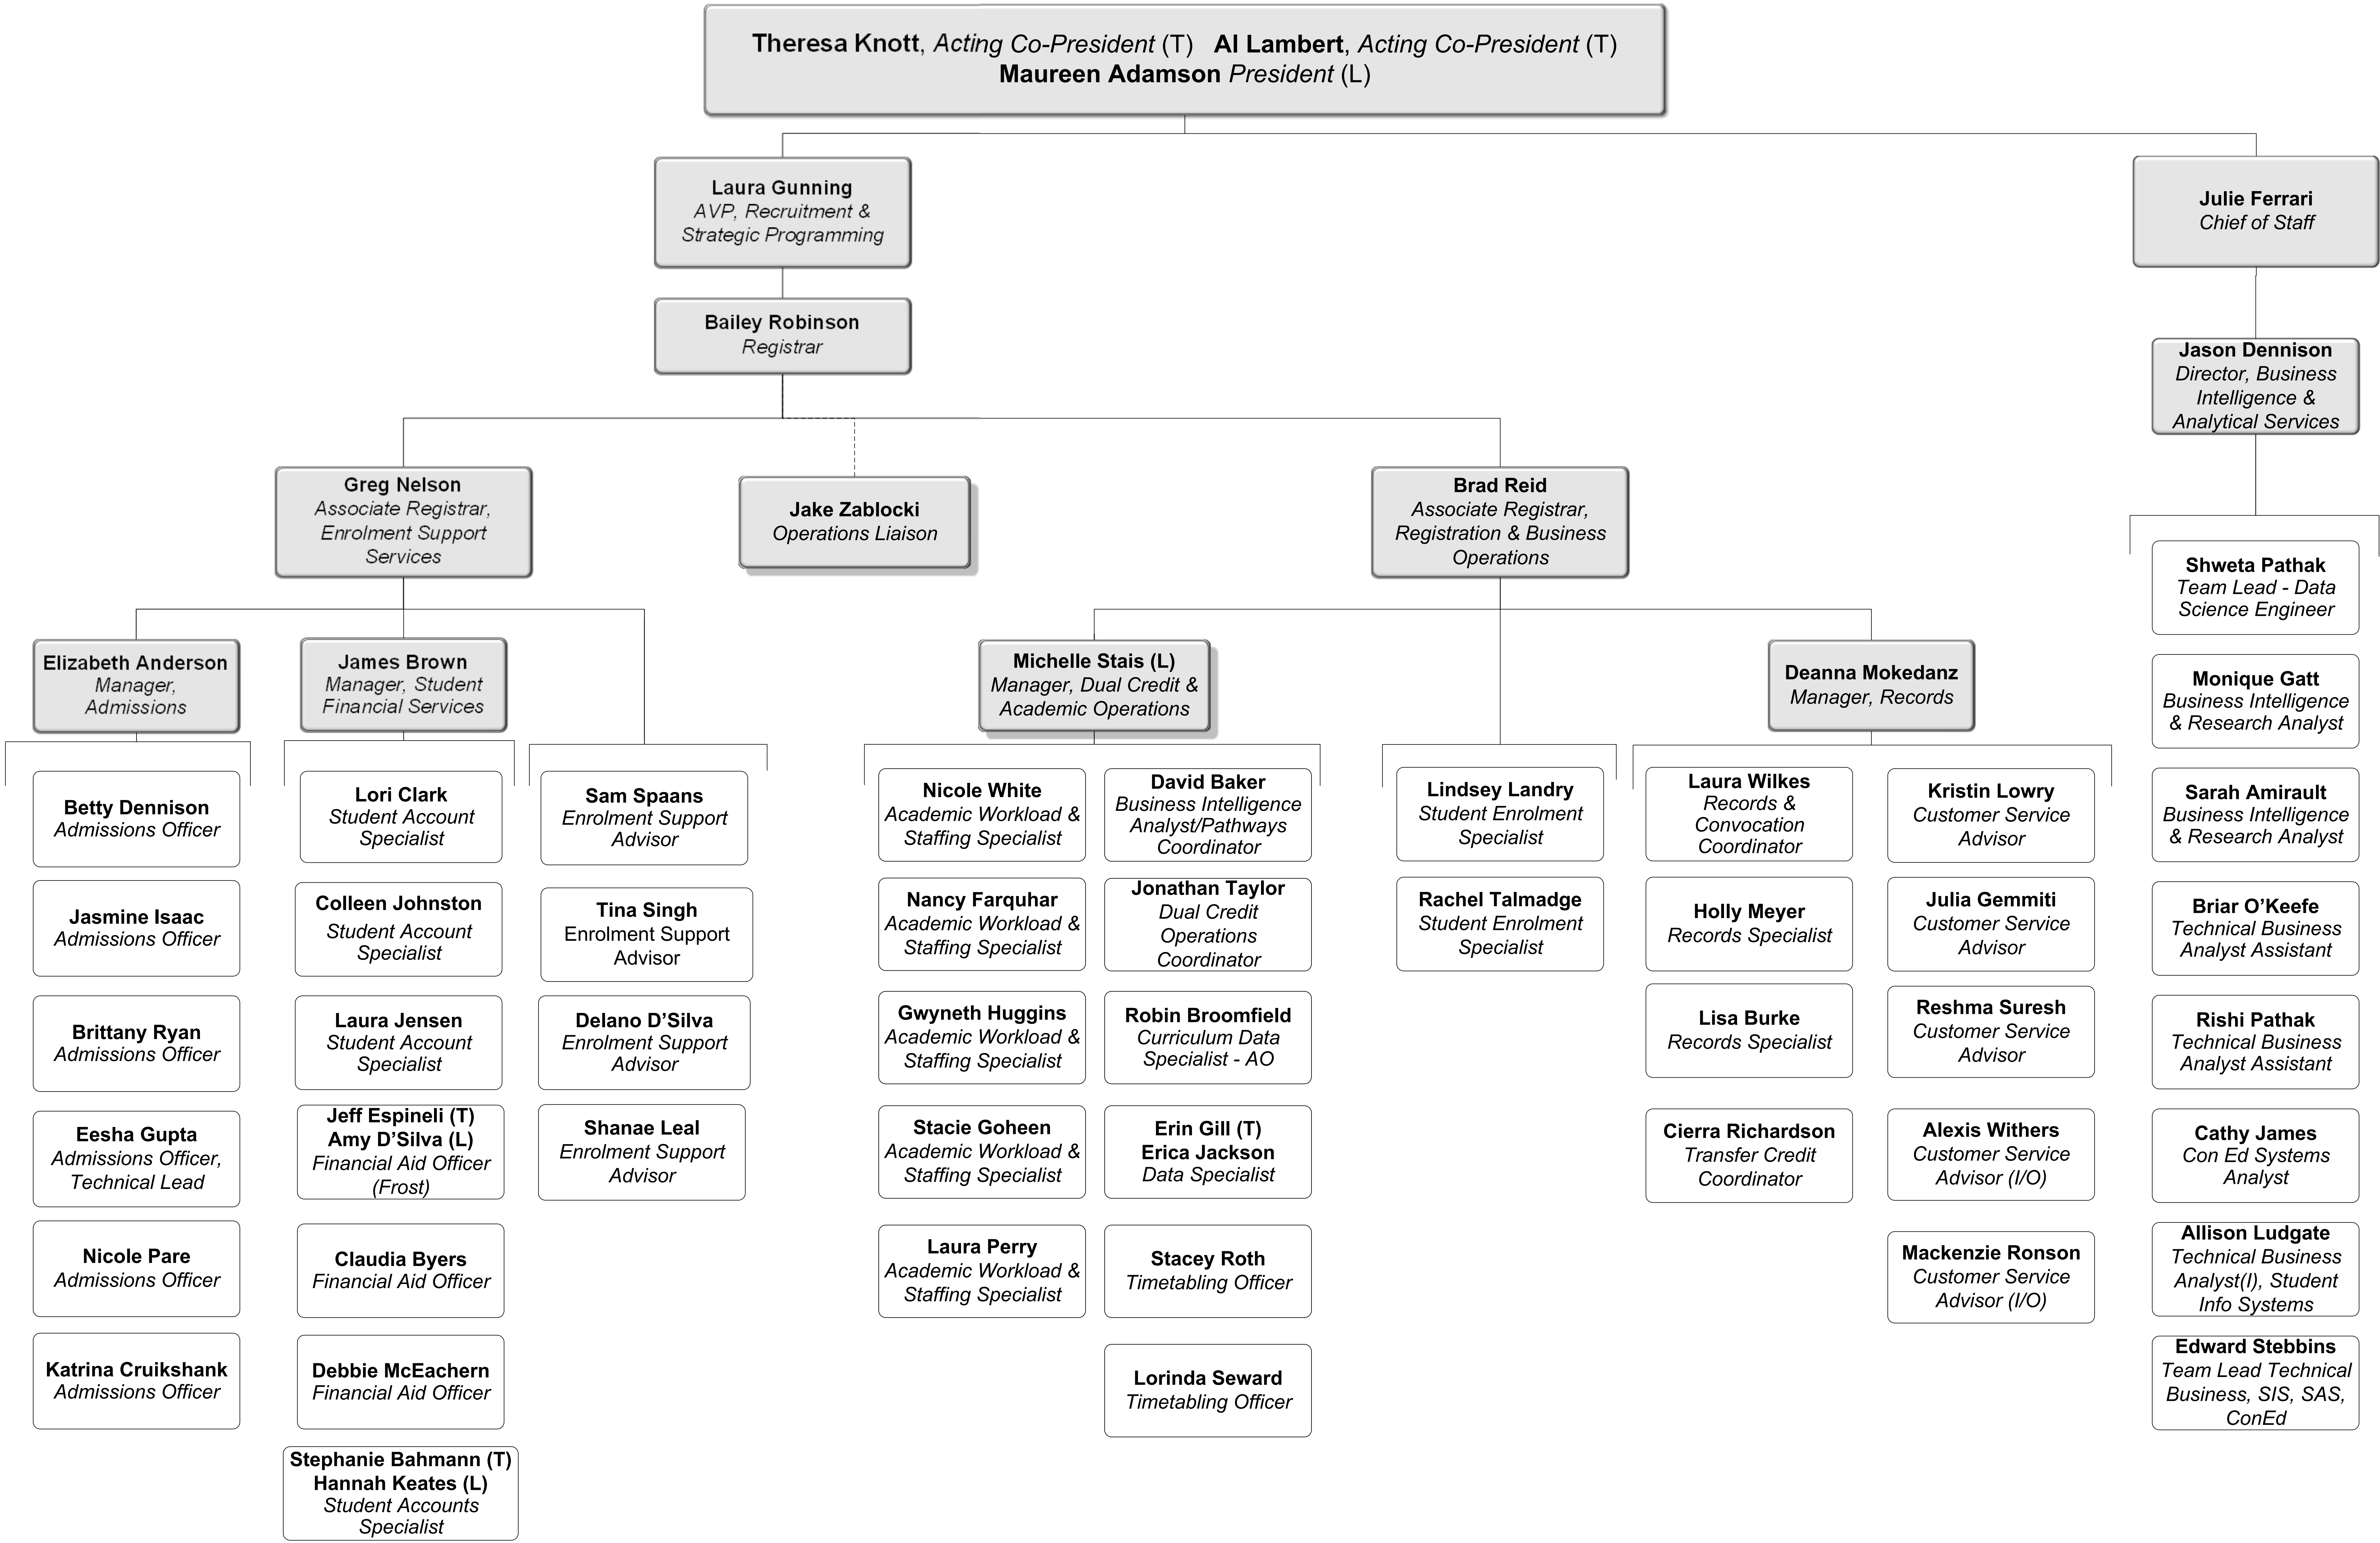 Theresa Knott, Acting Co-President (T)   Al Lambert, Acting Co-President (T)
Maureen Adamson President (L)
Laura Gunning
AVP, Recruitment &
Strategic Programming
Julie Ferrari
Chief of Staff
Bailey Robinson
Registrar
Jason Dennison
Director, Business
Intelligence &
Analytical Services
Greg Nelson
Associate Registrar,
Enrolment Support
Services
Jake Zablocki
Operations Liaison
Brad Reid
Associate Registrar,
Registration & Business
Operations
Elizabeth Anderson
Manager,
Admissions
James Brown
Manager, Student
Financial Services
Michelle Stais (L)
Manager, Dual Credit &
Academic Operations
Deanna Mokedanz
Manager, Records
Betty Dennison
Admissions Officer
Jasmine Isaac
Admissions Officer
Brittany Ryan
Admissions Officer
Eesha Gupta
Admissions Officer,
Technical Lead
Nicole Pare
Admissions Officer
Katrina Cruikshank
Admissions Officer
Lori Clark
Student Account
Specialist
Colleen Johnston
Student Account
Specialist
Laura Jensen
Student Account
Specialist
Jeff Espineli (T)
Amy D’Silva (L)
Financial Aid Officer
(Frost)
Claudia Byers
Financial Aid Officer
Debbie McEachern
Financial Aid Officer
Stephanie Bahmann (T)
Hannah Keates (L)
Student Accounts
Specialist
Sam Spaans
Enrolment Support
Advisor
Tina Singh
Enrolment Support
Advisor
Delano D’Silva
Enrolment Support
Advisor
Shanae Leal
Enrolment Support
Advisor
Nicole White
Academic Workload &
Staffing Specialist
Nancy Farquhar
Academic Workload &
Staffing Specialist
Gwyneth Huggins
Academic Workload &
Staffing Specialist
Stacie Goheen
Academic Workload &
Staffing Specialist
Laura Perry
Academic Workload &
Staffing Specialist
David Baker
Business Intelligence
Analyst/Pathways
Coordinator
Jonathan Taylor
Dual Credit
Operations
Coordinator
Robin Broomfield
Curriculum Data
Specialist - AO
Erin Gill (T)
Erica Jackson
Data Specialist
Stacey Roth
Timetabling Officer
Lorinda Seward
Timetabling Officer
Lindsey Landry
Student Enrolment
Specialist
Rachel Talmadge
Student Enrolment
Specialist
Laura Wilkes
Records &
Convocation
Coordinator
Holly Meyer
Records Specialist
Lisa Burke
Records Specialist
Cierra Richardson
Transfer Credit
Coordinator
Kristin Lowry
Customer Service
Advisor
Julia Gemmiti
Customer Service
Advisor
Reshma Suresh
Customer Service
Advisor
Alexis Withers
Customer Service
Advisor (I/O)
Mackenzie Ronson
Customer Service
Advisor (I/O)
Shweta Pathak
Team Lead - Data
Science Engineer
Monique Gatt
Business Intelligence
& Research Analyst
Sarah Amirault
Business Intelligence
& Research Analyst
Briar O’Keefe
Technical Business
Analyst Assistant
Rishi Pathak
Technical Business
Analyst Assistant
Cathy James
Con Ed Systems
Analyst
Allison Ludgate
Technical Business
Analyst(I), Student
Info Systems
Edward Stebbins
Team Lead Technical
Business, SIS, SAS,
ConEd